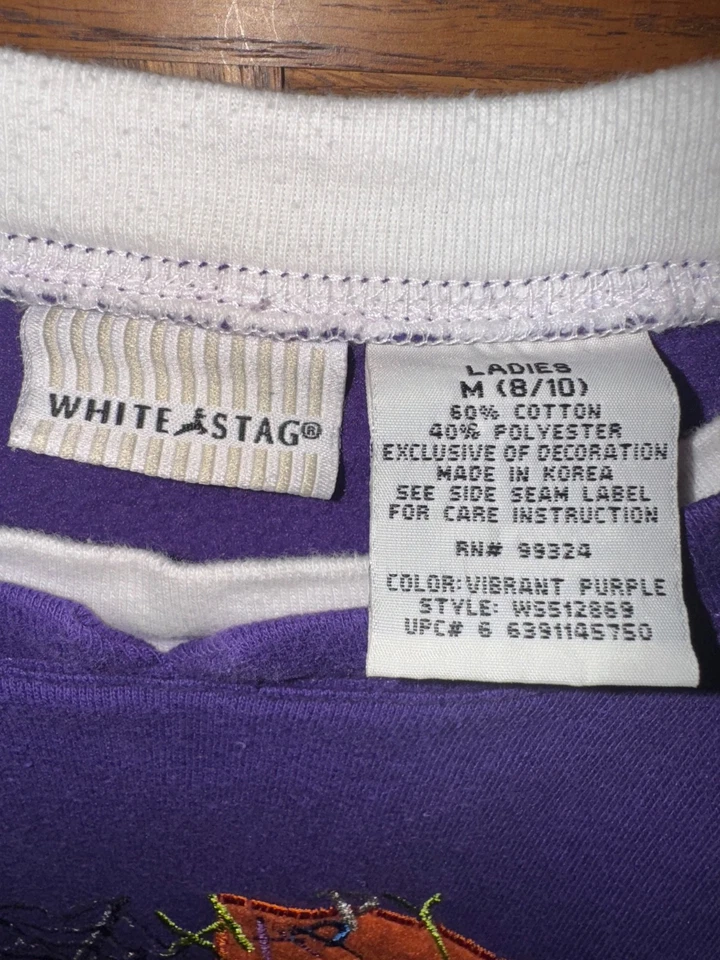 WHITE STAG®
LADIES
M (8/10)
60% COTTON
40% POLYESTER
EXCLUSIVE OF DECORATION
MADE IN KOREA
SEE SIDE SEAM LABEL
FOR CARE INSTRUCTION
RN# 99324
COLOR: VIBRANT PURPLE
STYLE: WS512869
UPC# 6 6391145750